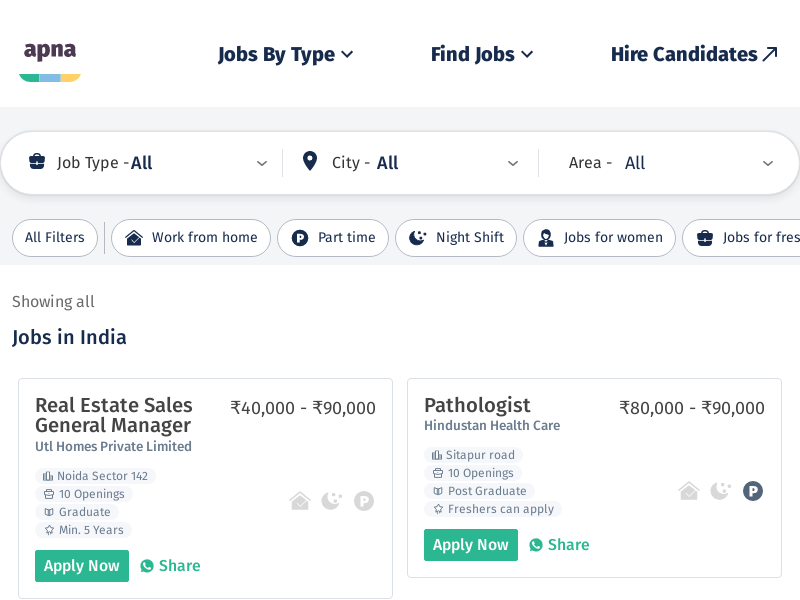 apna
Jobs By Type
Find Jobs
Hire Candidates
Job Type - All
City - All
Area - All
All Filters
Work from home
Part time
Night Shift
Jobs for women
Jobs for fres
Showing all
Jobs in India
Real Estate Sales
General Manager
₹40,000 - ₹90,000
Utl Homes Private Limited
Noida Sector 142
10 Openings
Graduate
Min. 5 Years
Apply Now
Share
Pathologist
₹80,000 - ₹90,000
Hindustan Health Care
Sitapur road
10 Openings
Post Graduate
Freshers can apply
Apply Now
Share